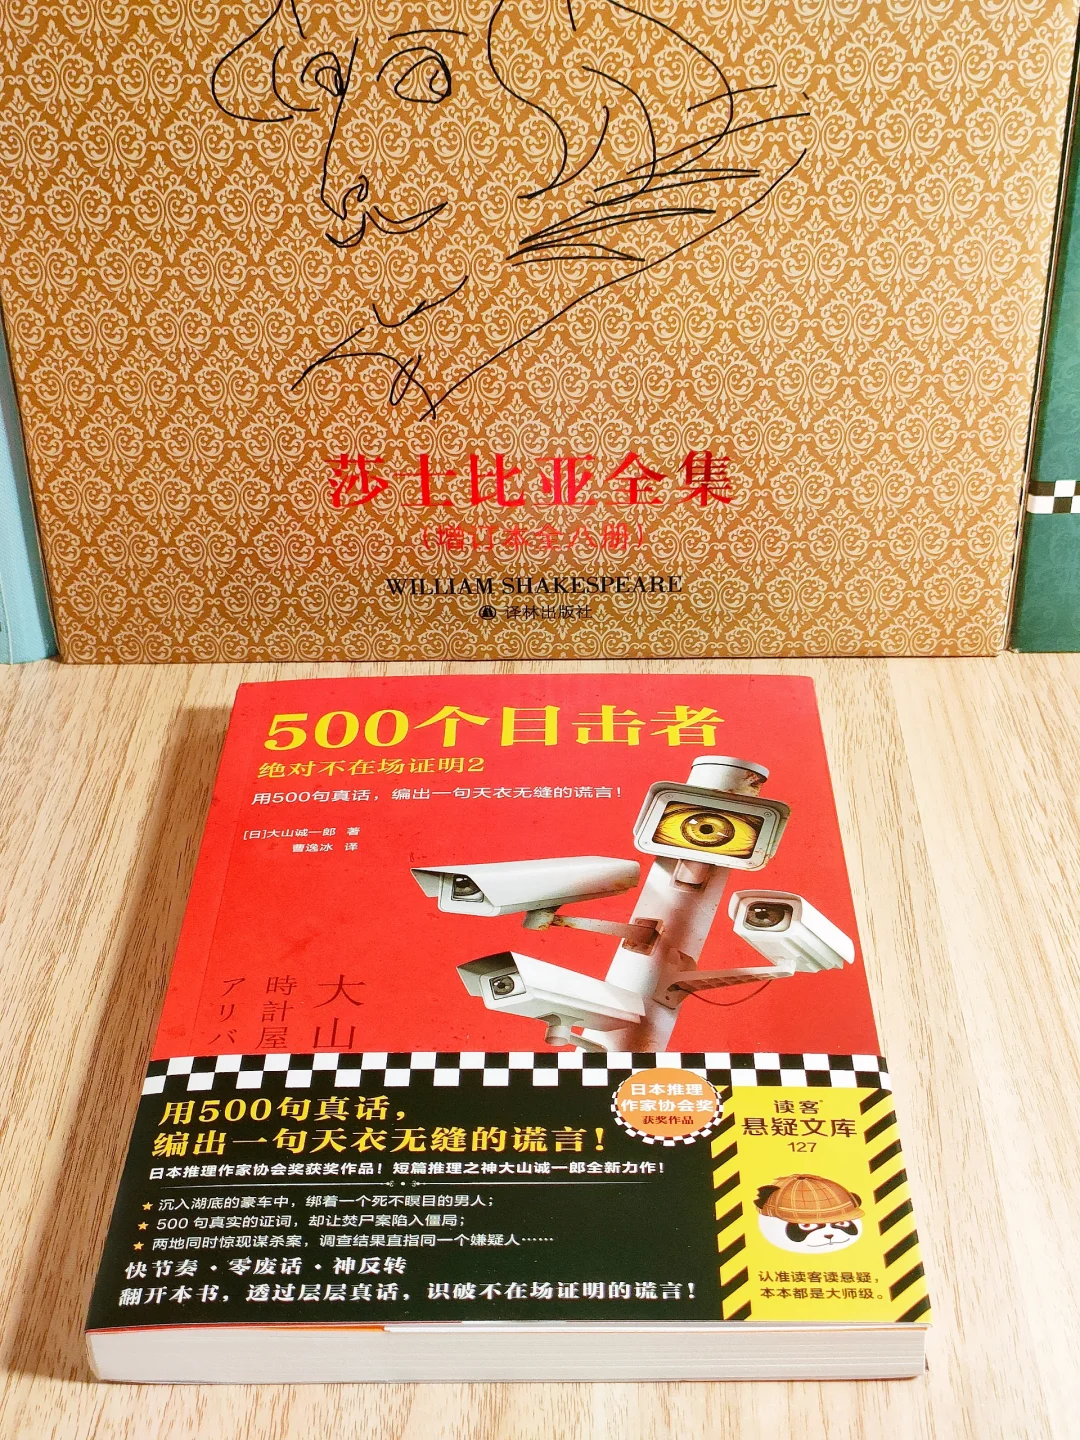 莎士比亚全集
（增订本全八册）
WILLIAM SHAKESPEARE
译林出版社
500个目击者
绝对不在场证明2
用500句真话，编出一句天衣无缝的谎言！
[日]大山诚一郎 著
曹逸冰 译
大山
時計屋
アリバ
用500句真话，
编出一句天衣无缝的谎言！
日本推理作家协会奖获奖作品！短篇推理之神大山诚一郎全新力作！
★ 沉入湖底的豪车中，绑着一个死不瞑目的男人；
★ 500 句真实的证词，却让焚尸案陷入僵局；
★ 两地同时惊现谋杀案，调查结果直指同一个嫌疑人……
快节奏·零废话·神反转
翻开本书，透过层层真话，识破不在场证明的谎言！
日本推理
作家协会奖
获奖作品
读客
悬疑文库
127
认准读客读悬疑，
本本都是大师级。